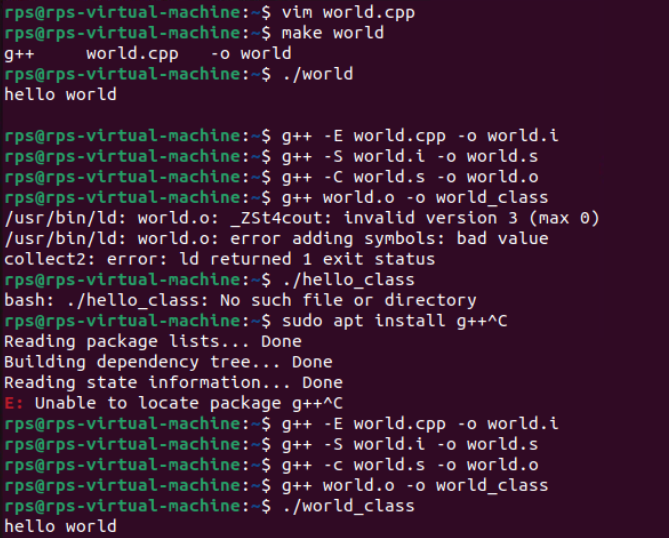 rps@rps-virtual-machine:~$ vim world.cpp
rps@rps-virtual-machine:~$ make world
g++     world.cpp   -o world
rps@rps-virtual-machine:~$ ./world
hello world

rps@rps-virtual-machine:~$ g++ -E world.cpp -o world.i
rps@rps-virtual-machine:~$ g++ -S world.i -o world.s
rps@rps-virtual-machine:~$ g++ -C world.s -o world.o
rps@rps-virtual-machine:~$ g++ world.o -o world_class
/usr/bin/ld: world.o: _ZSt4cout: invalid version 3 (max 0)
/usr/bin/ld: world.o: error adding symbols: bad value
collect2: error: ld returned 1 exit status
rps@rps-virtual-machine:~$ ./hello_class
bash: ./hello_class: No such file or directory
rps@rps-virtual-machine:~$ sudo apt install g++^C
Reading package lists... Done
Building dependency tree... Done
Reading state information... Done
E: Unable to locate package g++^C
rps@rps-virtual-machine:~$ g++ -E world.cpp -o world.i
rps@rps-virtual-machine:~$ g++ -S world.i -o world.s
rps@rps-virtual-machine:~$ g++ -c world.s -o world.o
rps@rps-virtual-machine:~$ g++ world.o -o world_class
rps@rps-virtual-machine:~$ ./world_class
hello world